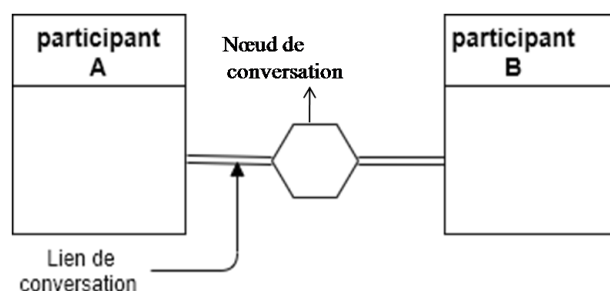 participant
A
Nœud de
conversation
participant
B
Lien de
conversation